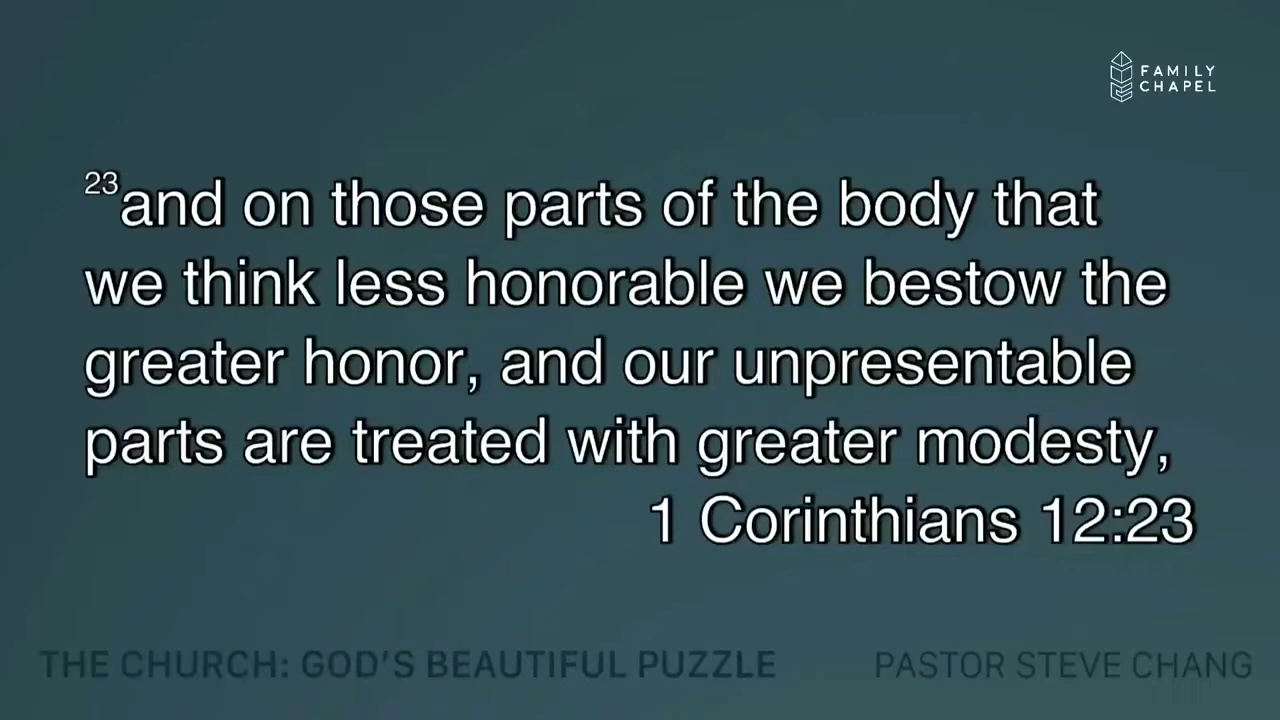 FAMILY
CHAPEL
23and on those parts of the body that
we think less honorable we bestow the
greater honor, and our unpresentable
parts are treated with greater modesty,
1 Corinthians 12:23
THE CHURCH: GOD'S BEAUTIFUL PUZZLE PASTOR STEVE CHANG